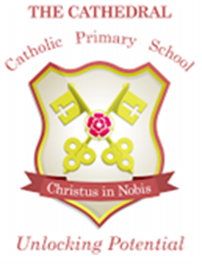 THE CATHEDRAL
Catholic Primary School
Christus in Nobis
Unlocking Potential